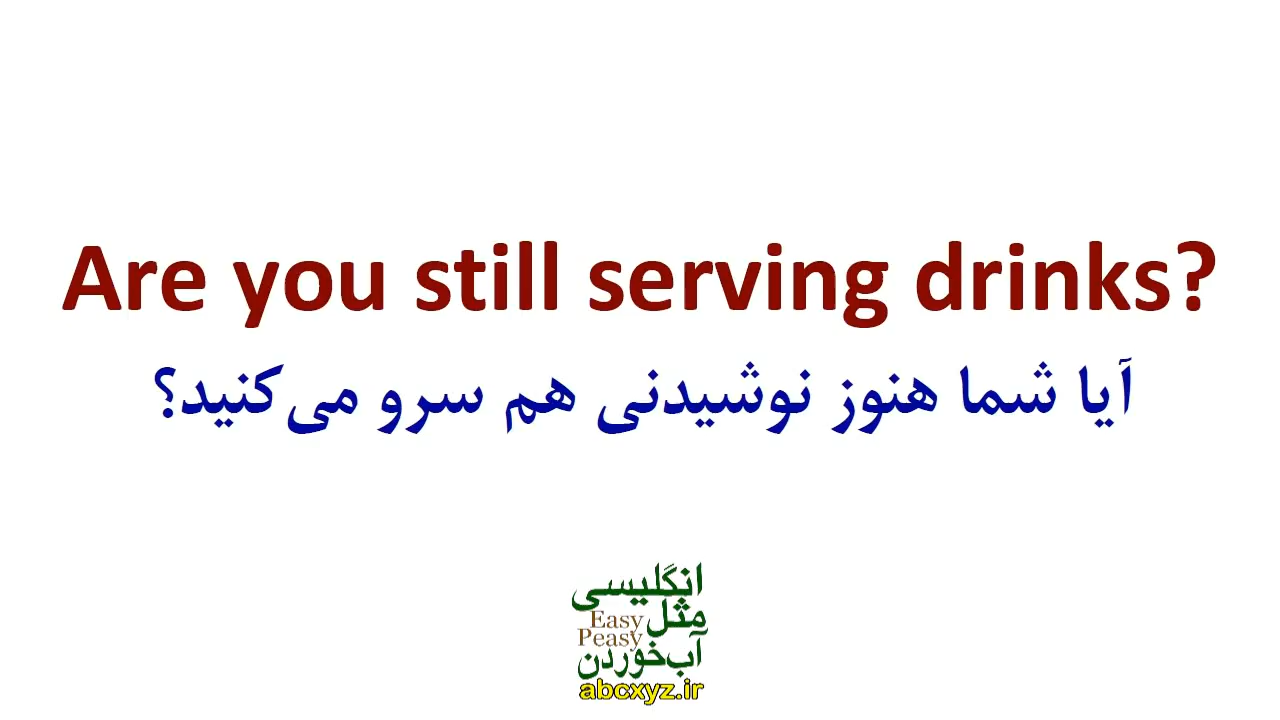 Are you still serving drinks?
آیا شما هنوز نوشیدنی هم سرو می‌کنید؟
انگلیسی
مثل
Easy
Peasy
آب‌خوردن
abcxyz.ir